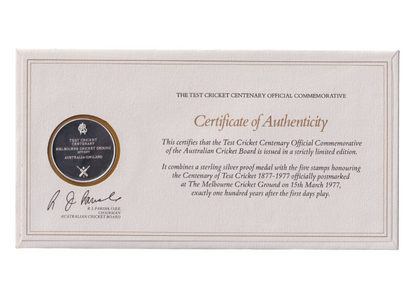 THE TEST CRICKET CENTENARY OFFICIAL COMMEMORATIVE
Certificate of Authenticity
This certifies that the Test Cricket Centenary Official Commemorative
of the Australian Cricket Board is issued in a strictly limited edition.
It combines a sterling silver proof medal with the fire stamps honouring
the Centenary of Test Cricket 1877-1977 officially postmarked
at The Melbourne Cricket Ground on 15th March 1977,
exactly one hundred years after the first days play.
TEST CRICKET
CENTENARY
MELBOURNE CRICKET GROUND
AUSTRALIA-ENGLAND
R. J. PARISH O.B.E
CHAIRMAN
AUSTRALIAN CRICKET BOARD